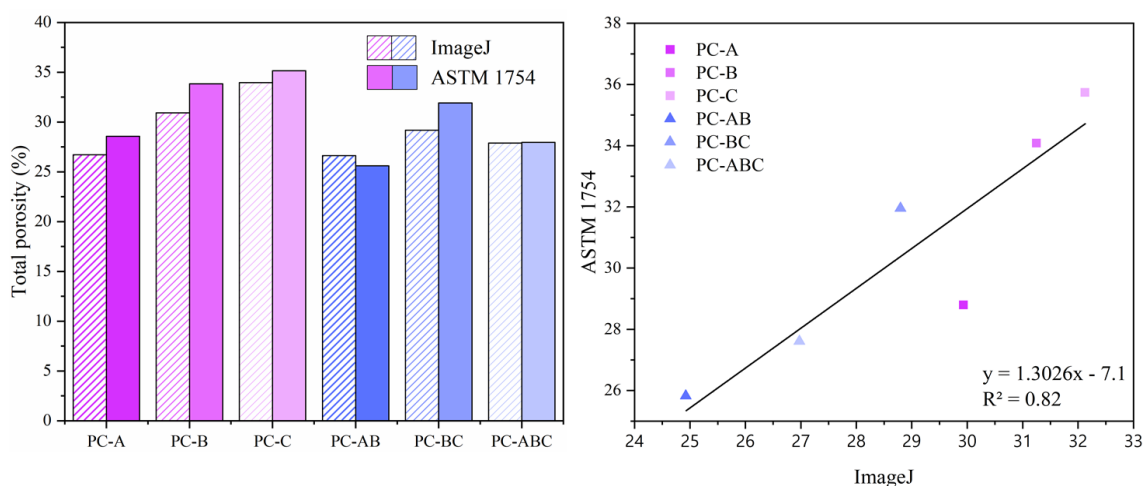 40
35
30
25
20
15
10
5
0
Total porosity (%)
ImageJ
ASTM 1754
PC-A
PC-B
PC-C
PC-AB
PC-BC
PC-ABC
38
36
34
32
30
28
26
ASTM 1754
PC-A
PC-B
PC-C
PC-AB
PC-BC
PC-ABC
y = 1.3026x - 7.1
R² = 0.82
24 25 26 27 28 29 30 31 32 33
ImageJ